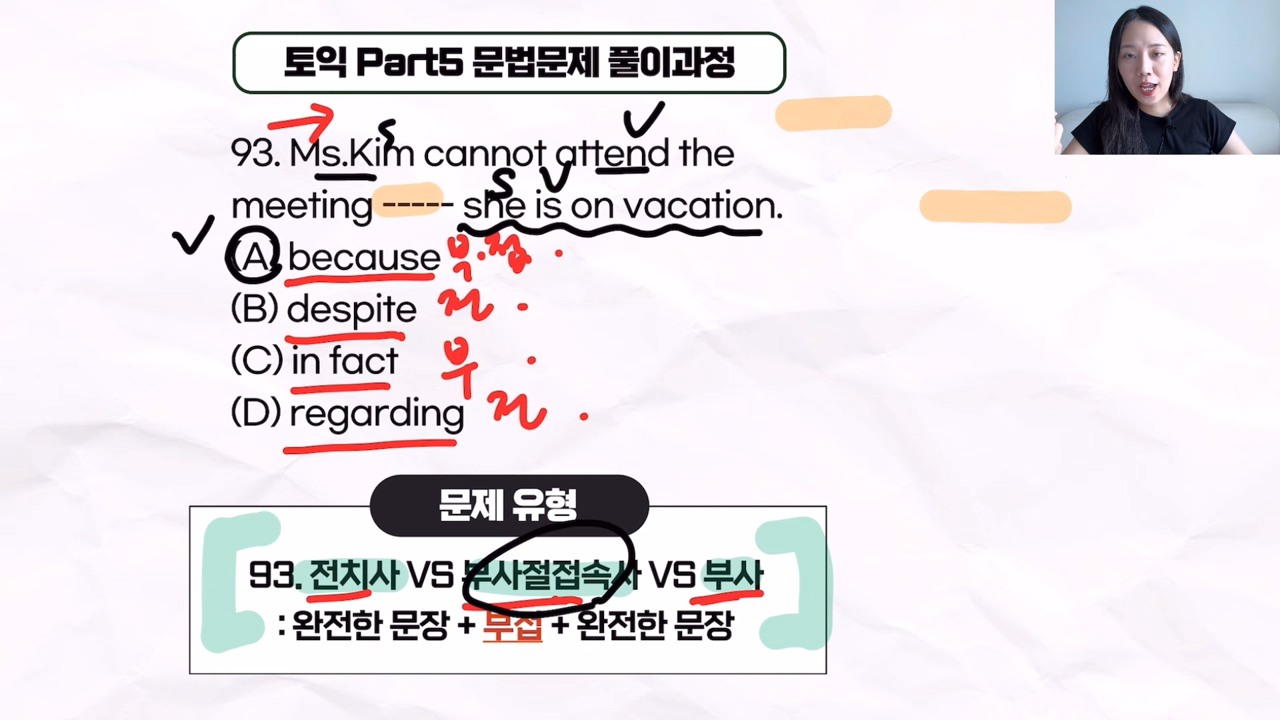 토익 Part5 문법문제 풀이과정
93. Ms.Kim cannot attend the
S
V
meeting ----- she is on vacation.
S
V
(A) because 부.접
(B) despite 전
(C) in fact 부
(D) regarding 전
문제 유형
93. 전치사 VS 부사절접속사 VS 부사
: 완전한 문장 + 부접 + 완전한 문장